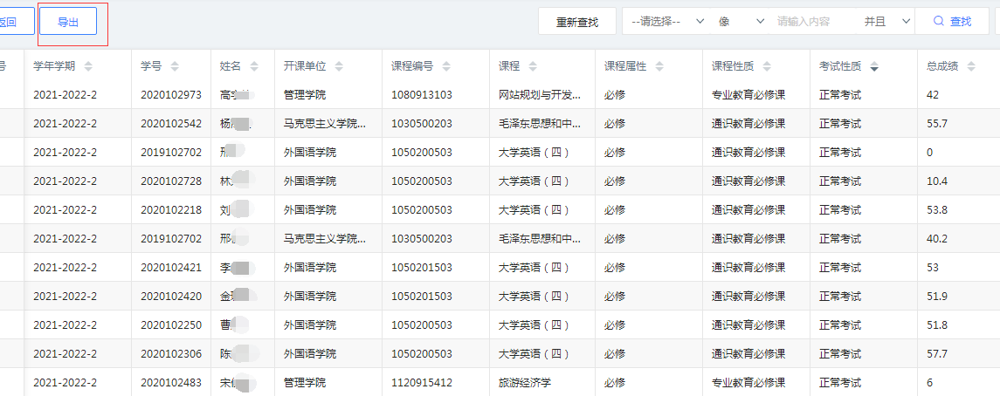 返回 导出 重新查找 --请选择-- 像 请输入内容 并且 查找
号 学年学期 学号 姓名 开课单位 课程编号 课程 课程属性 课程性质 考试性质 总成绩
2021-2022-2 2020102973 高 管理学院 1080913103 网站规划与开发... 必修 专业教育必修课 正常考试 42
2021-2022-2 2020102542 杨 马克思主义学院... 1030500203 毛泽东思想和中... 必修 通识教育必修课 正常考试 55.7
2021-2022-2 2019102702 邢 外国语学院 1050200503 大学英语（四） 必修 通识教育必修课 正常考试 0
2021-2022-2 2020102728 林 外国语学院 1050200503 大学英语（四） 必修 通识教育必修课 正常考试 10.4
2021-2022-2 2020102218 刘 外国语学院 1050200503 大学英语（四） 必修 通识教育必修课 正常考试 53.8
2021-2022-2 2019102702 邢 马克思主义学院... 1030500203 毛泽东思想和中... 必修 通识教育必修课 正常考试 40.2
2021-2022-2 2020102421 李 外国语学院 1050201503 大学英语（四） 必修 通识教育必修课 正常考试 53
2021-2022-2 2020102420 金 外国语学院 1050201503 大学英语（四） 必修 通识教育必修课 正常考试 51.9
2021-2022-2 2020102250 曹 外国语学院 1050200503 大学英语（四） 必修 通识教育必修课 正常考试 51.8
2021-2022-2 2020102306 陈 外国语学院 1050200503 大学英语（四） 必修 通识教育必修课 正常考试 57.7
2021-2022-2 2020102483 宋 管理学院 1120915412 旅游经济学 必修 专业教育必修课 正常考试 6